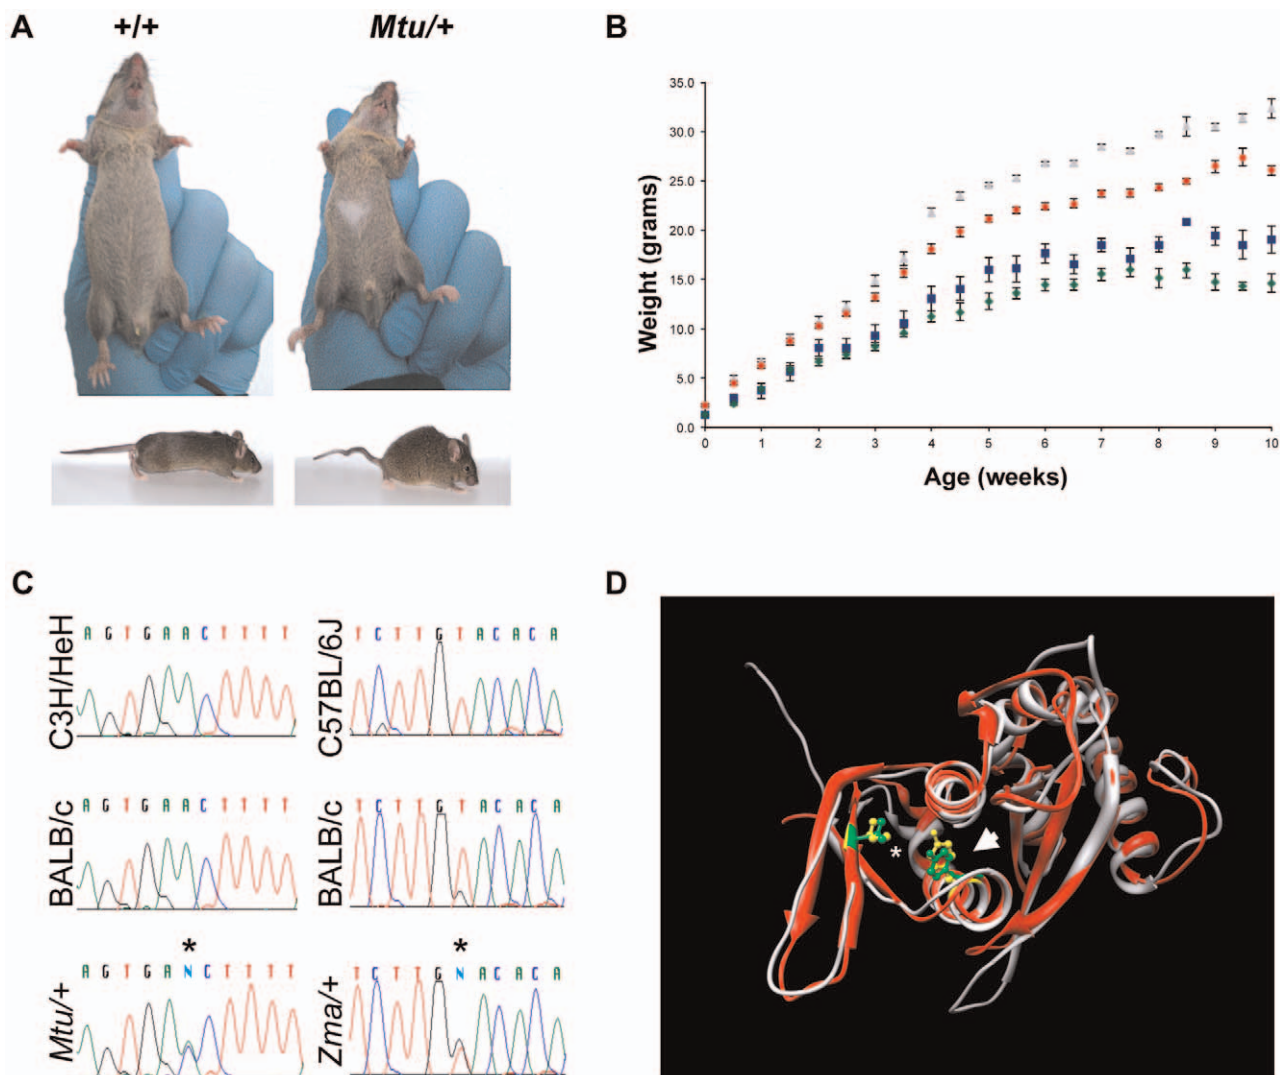 A
+/+
Mtu/+
B
35.0
30.0
25.0
20.0
15.0
10.0
5.0
0.0
Weight (grams)
0 1 2 3 4 5 6 7 8 9 10
Age (weeks)
C
C3H/HeH
A G T G A A C T T T T
C57BL/6J
T C T T G T A C A C A
BALB/c
A G T G A A C T T T T
BALB/c
T C T T G T A C A C A
*
*
Mtu/+
A G T G A N C T T T T
Zma/+
T C T T G N A C A C A
D
*